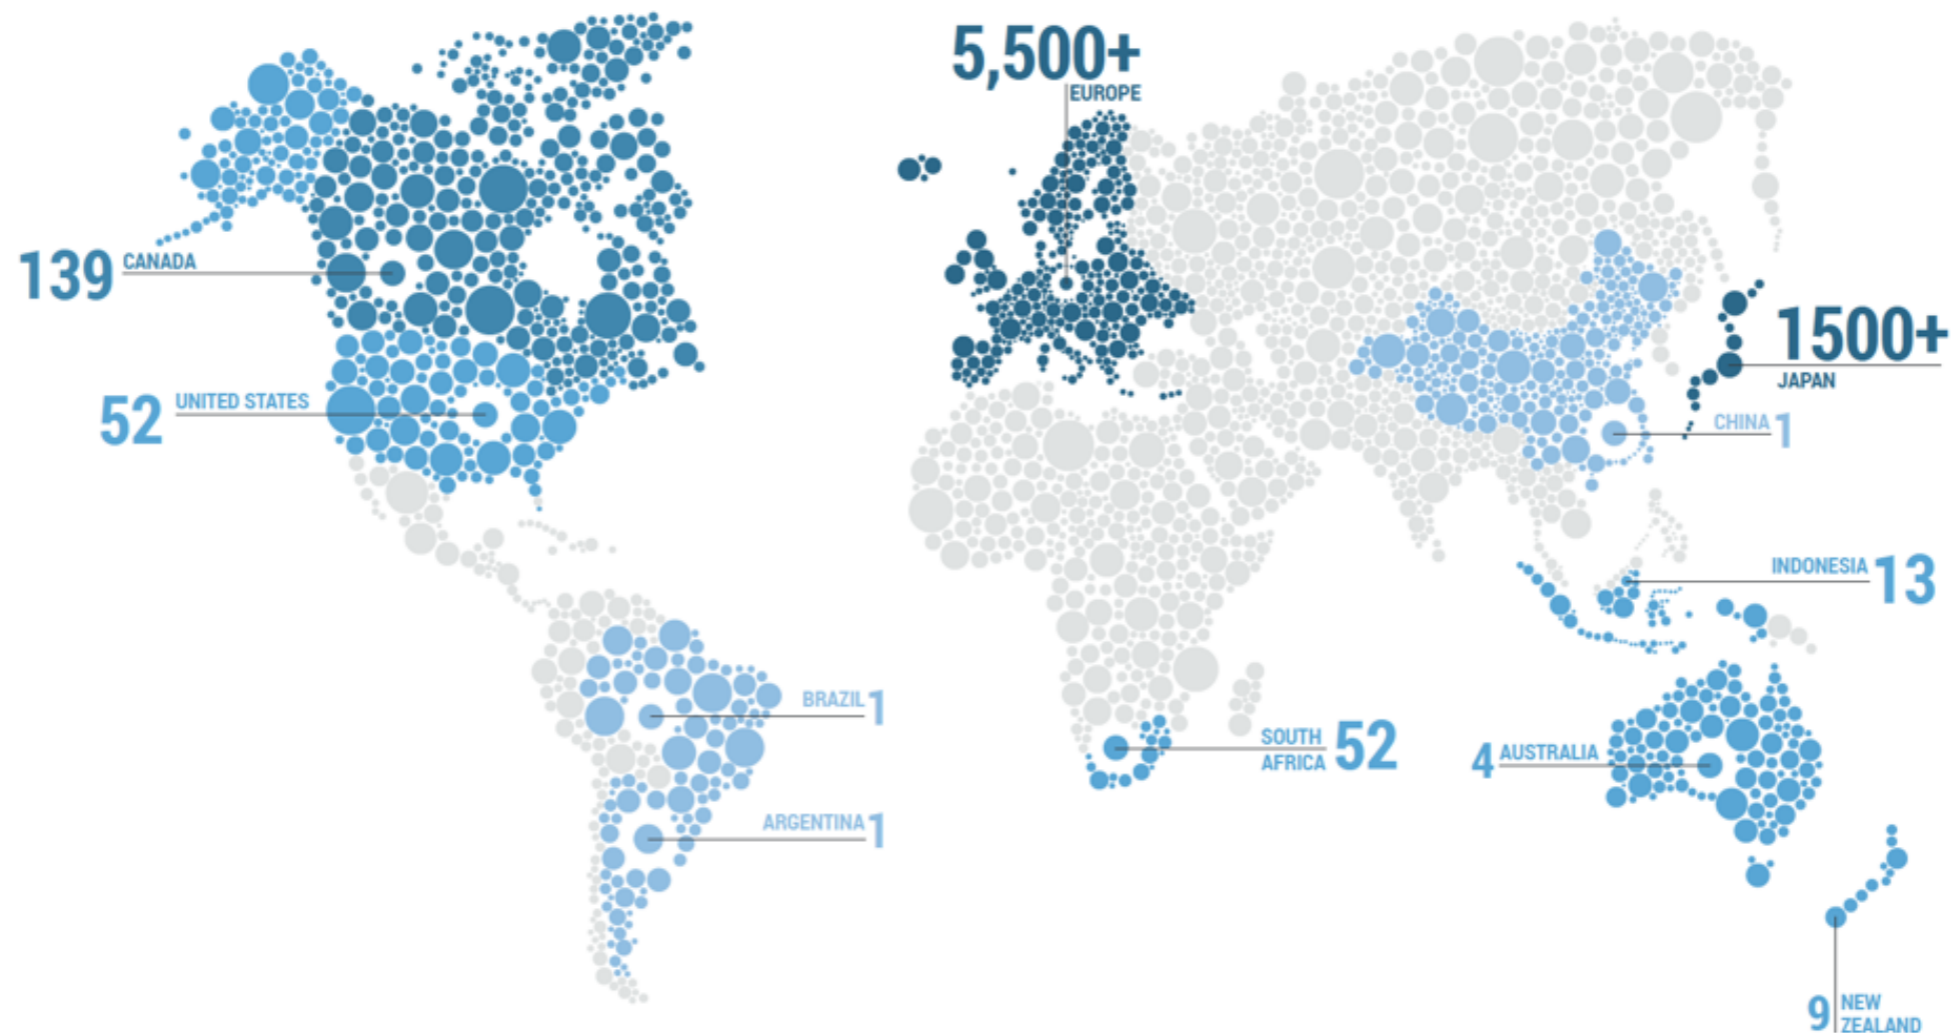 5,500+
EUROPE
139 CANADA
1500+
JAPAN
52 UNITED STATES
CHINA 1
INDONESIA 13
BRAZIL 1
SOUTH
AFRICA 52
4 AUSTRALIA
ARGENTINA 1
9 NEW
ZEALAND